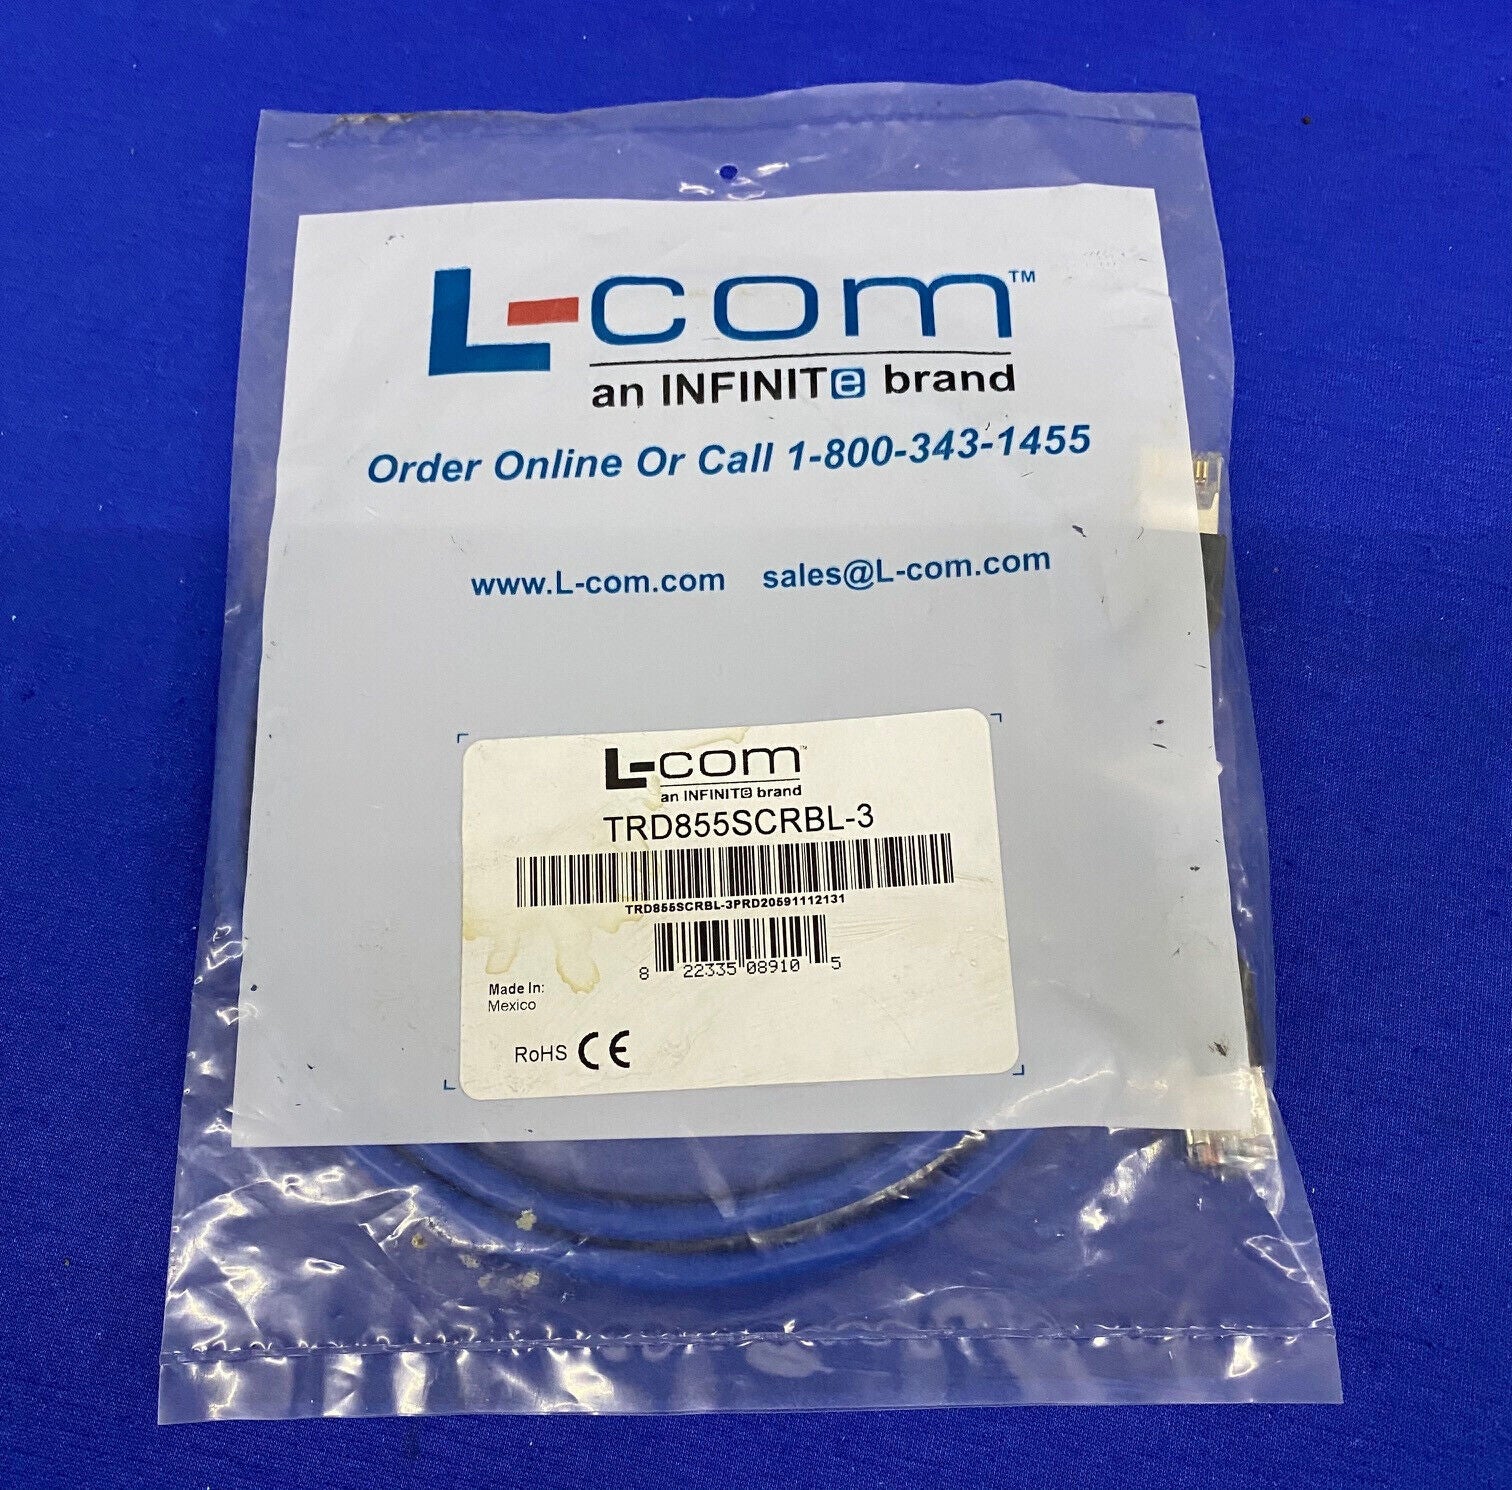 L-com™
an INFINITe brand
Order Online Or Call 1-800-343-1455
www.L-com.com sales@L-com.com
L-com™
an INFINITe brand
TRD855SCRBL-3
TRD855SCRBL-3PRD20591112131
8 22335 08910 5
Made In:
Mexico
RoHS CE